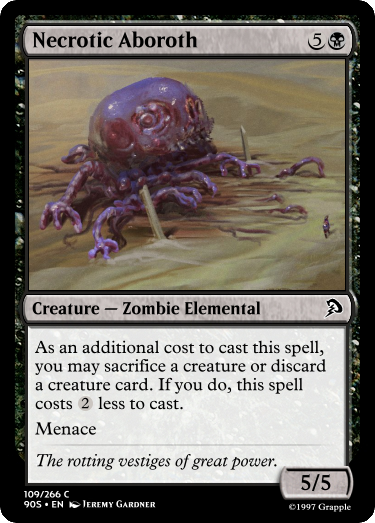 Necrotic Aboroth 5
Creature — Zombie Elemental
As an additional cost to cast this spell,
you may sacrifice a creature or discard
a creature card. If you do, this spell
costs 2 less to cast.
Menace
The rotting vestiges of great power.
5/5
109/266 C
90S • EN Jeremy Gardner
©1997 Grapple